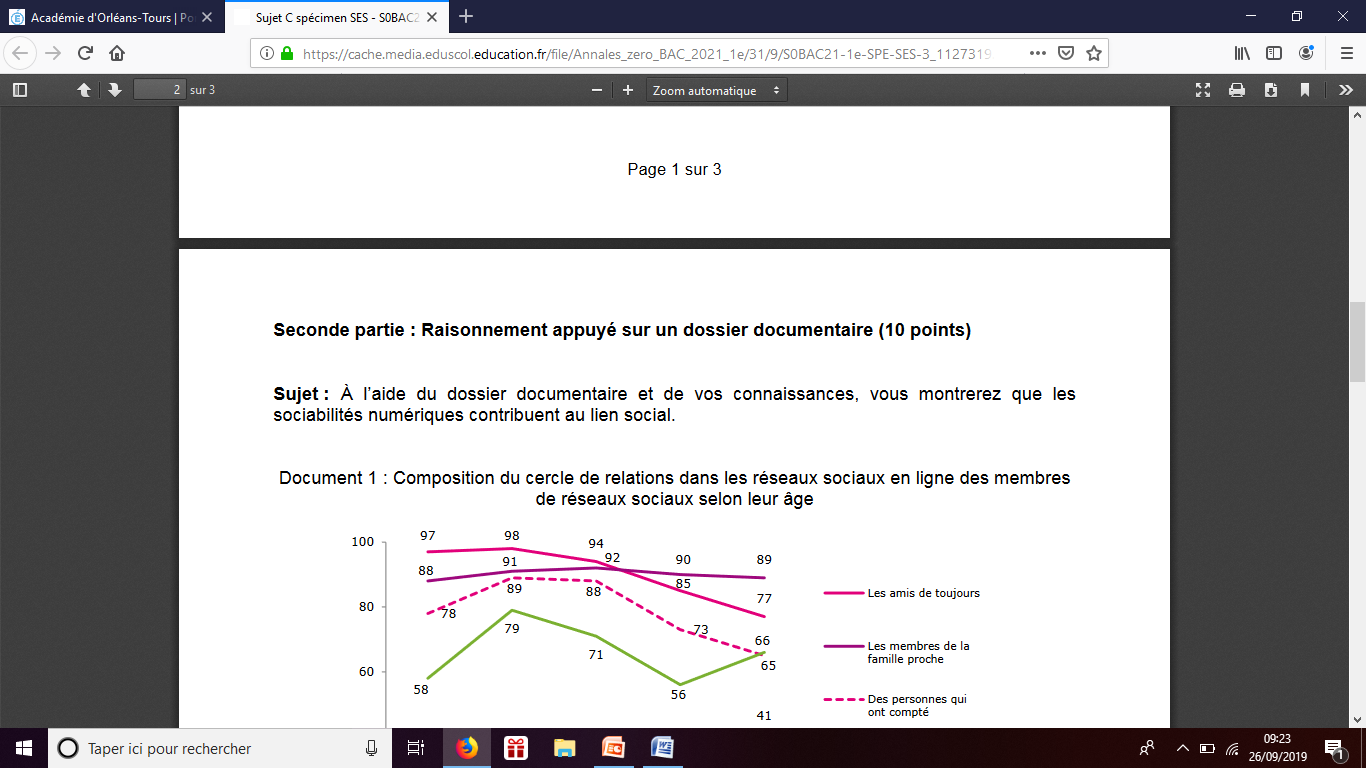 Académie d'Orléans-Tours | Po
Sujet C spécimen SES - S0BAC2
https://cache.media.eduscol.education.fr/file/Annales_zero_BAC_2021_1e/31/9/S0BAC21-1e-SPE-SES-3_1127319
2 sur 3
Zoom automatique
Page 1 sur 3
Seconde partie : Raisonnement appuyé sur un dossier documentaire (10 points)
Sujet : À l'aide du dossier documentaire et de vos connaissances, vous montrerez que les
sociabilités numériques contribuent au lien social.
Document 1 : Composition du cercle de relations dans les réseaux sociaux en ligne des membres
de réseaux sociaux selon leur âge
100
80
60
97 98 94 85 77
88 91 92 90 89
78 89 88 73 65
58 79 71 56 66
41
Les amis de toujours
Les membres de la
famille proche
Des personnes qui
ont compté
Taper ici pour rechercher
09:23
26/09/2019
1